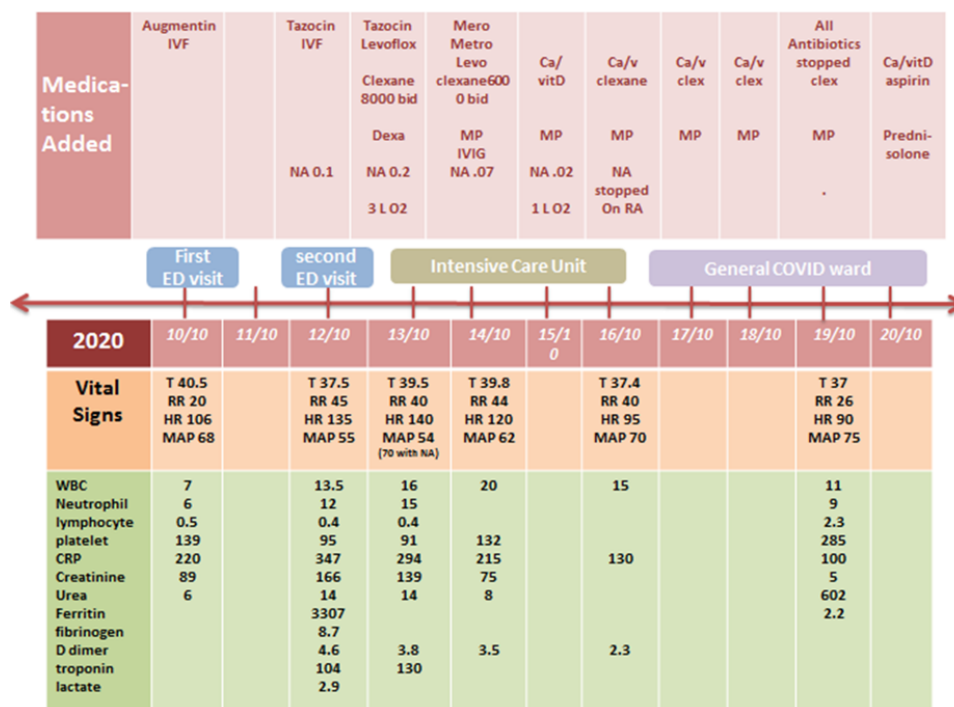 Medica-
tions
Added
Augmentin
IVF
Tazocin
IVF
NA 0.1
Tazocin
Levoflox
Clexane
8000 bid
Dexa
NA 0.2
3 L O2
Mero
Metro
Levo
clexane600
0 bid
MP
IVIG
NA .07
Ca/
vitD
MP
NA .02
1 L O2
Ca/v
clexane
MP
NA
stopped
On RA
Ca/v
clex
MP
Ca/v
clex
MP
All
Antibiotics
stopped
clex
MP
.
Ca/vitD
aspirin
Predni-
solone
First
ED visit
second
ED visit
Intensive Care Unit
General COVID ward
2020 10/10 11/10 12/10 13/10 14/10 15/1 16/10 17/10 18/10 19/10 20/10
0
Vital
Signs
T 40.5
RR 20
HR 106
MAP 68
T 37.5
RR 45
HR 135
MAP 55
T 39.5
RR 40
HR 140
MAP 54
(70 with NA)
T 39.8
RR 44
HR 120
MAP 62
T 37.4
RR 40
HR 95
MAP 70
T 37
RR 26
HR 90
MAP 75
WBC 7 13.5 16 20 15 11
Neutrophil 6 12 15 9
lymphocyte 0.5 0.4 0.4 2.3
platelet 139 95 91 132 285
CRP 220 347 294 215 130 100
Creatinine 89 166 139 75 5
Urea 6 14 14 8 602
Ferritin 3307 2.2
fibrinogen 8.7
D dimer 4.6 3.8 3.5 2.3
troponin 104 130
lactate 2.9